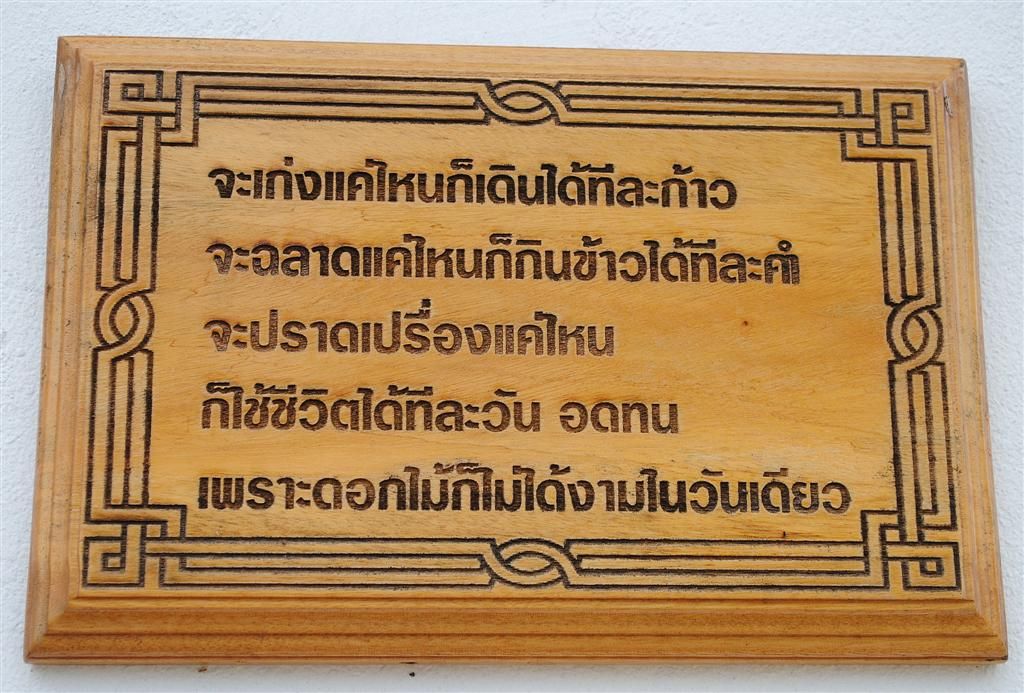 จะเก่งแค่ไหนก็เดินได้ทีละก้าว
จะฉลาดแค่ไหนก็กินข้าวได้ทีละคำ
จะปราดเปรื่องแค่ไหน
ก็ใช้ชีวิตได้ทีละวัน อดทน
เพราะดอกไม้ก็ไม่ได้งามในวันเดียว